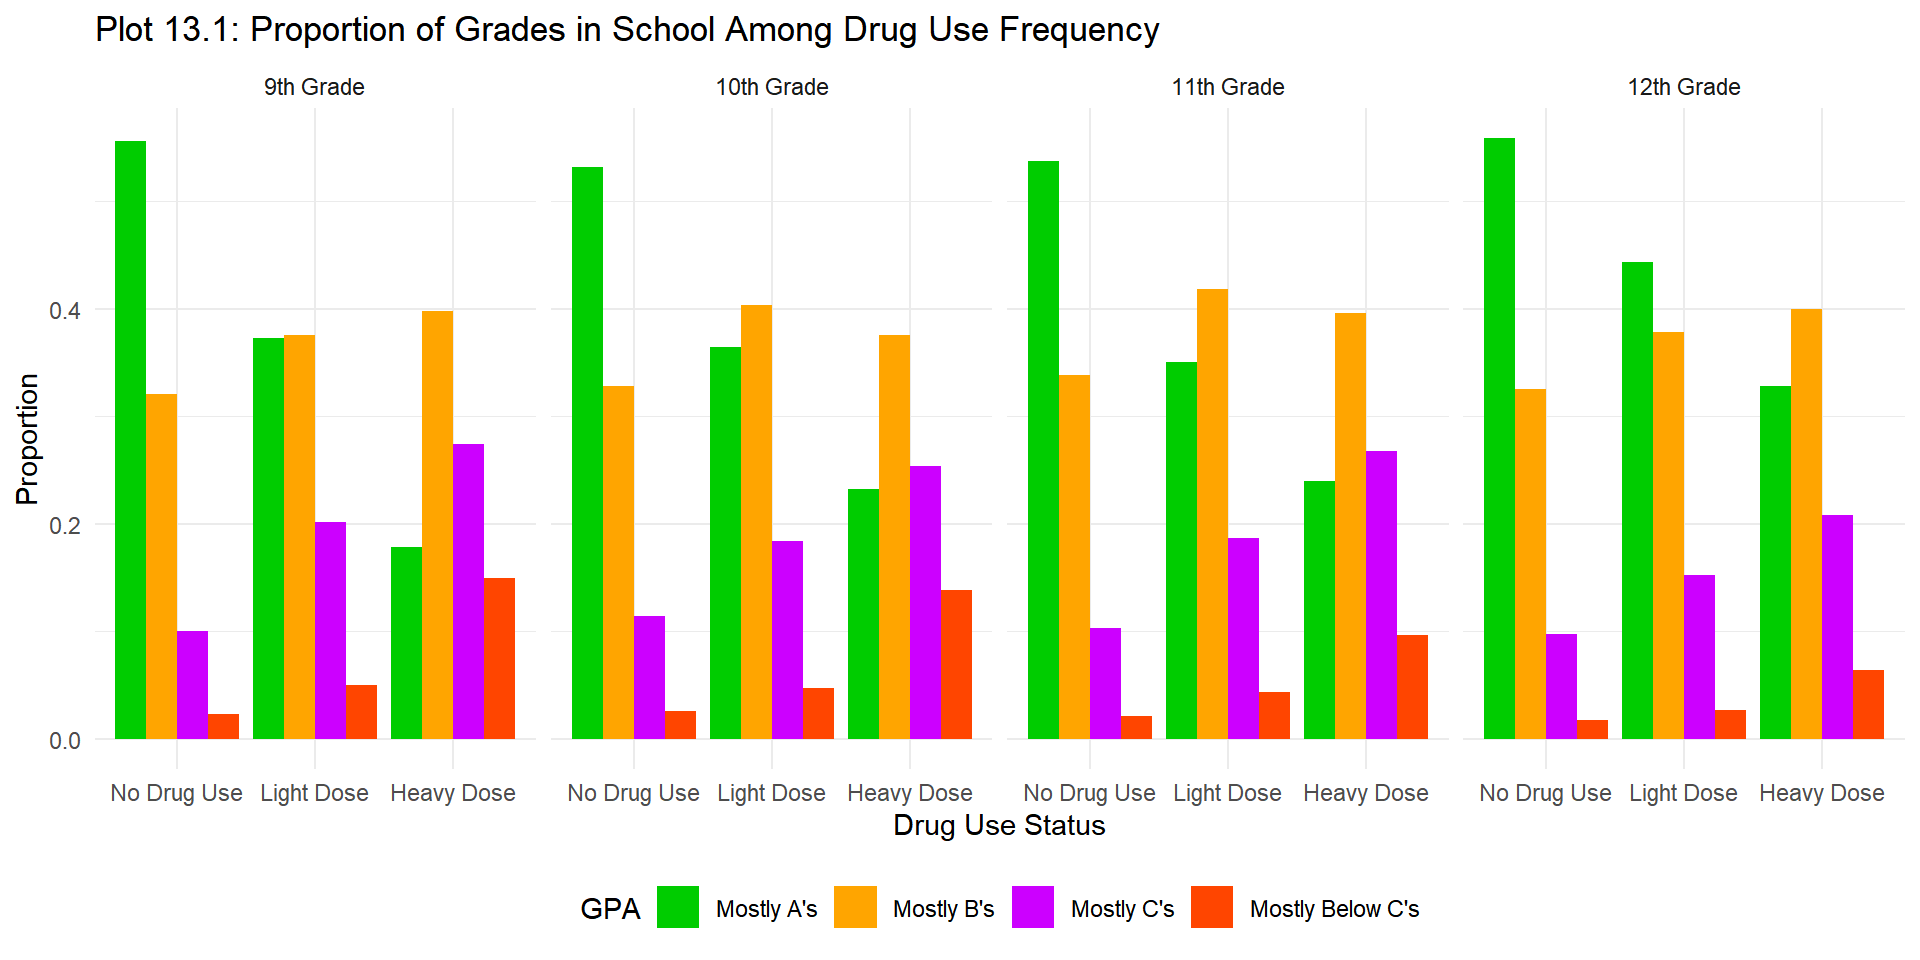 Plot 13.1: Proportion of Grades in School Among Drug Use Frequency
9th Grade
10th Grade
11th Grade
12th Grade
Proportion
0.4
0.2
0.0
No Drug Use Light Dose Heavy Dose
No Drug Use Light Dose Heavy Dose
No Drug Use Light Dose Heavy Dose
No Drug Use Light Dose Heavy Dose
Drug Use Status
GPA Mostly A's Mostly B's Mostly C's Mostly Below C's